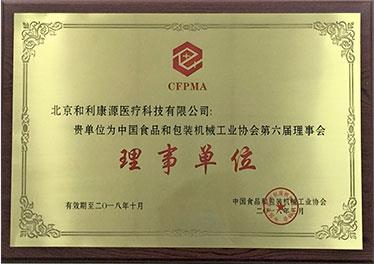 CFPMA
北京和利康源医疗科技有限公司:
贵单位为中国食品和包装机械工业协会第六届理事会
理事单位
有效期至二〇一八年十月
中国食品和包装机械工业协会